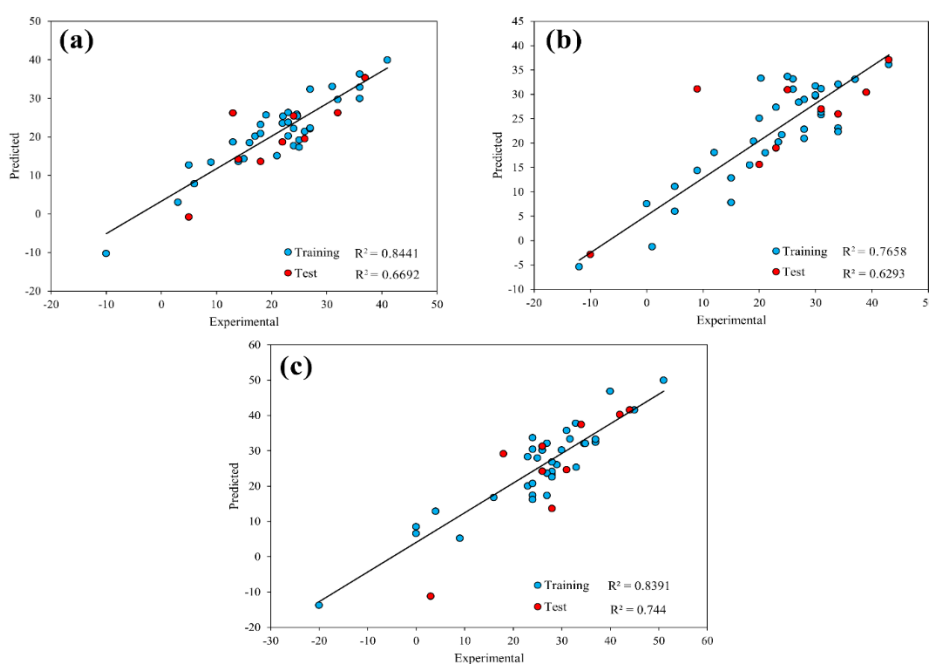 (a)
50
40
30
20
10
0
-10
-20
Predicted
-20 -10 0 10 20 30 40 50
Experimental
Training R² = 0.8441
Test R² = 0.6692
(b)
45
40
35
30
25
20
15
10
5
0
-5
-10
Predicted
-20 -10 0 10 20 30 40 5
Experimental
Training R² = 0.7658
Test R² = 0.6293
(c)
60
50
40
30
20
10
0
-10
-20
Predicted
-30 -20 -10 0 10 20 30 40 50 60
Experimental
Training R² = 0.8391
Test R² = 0.744